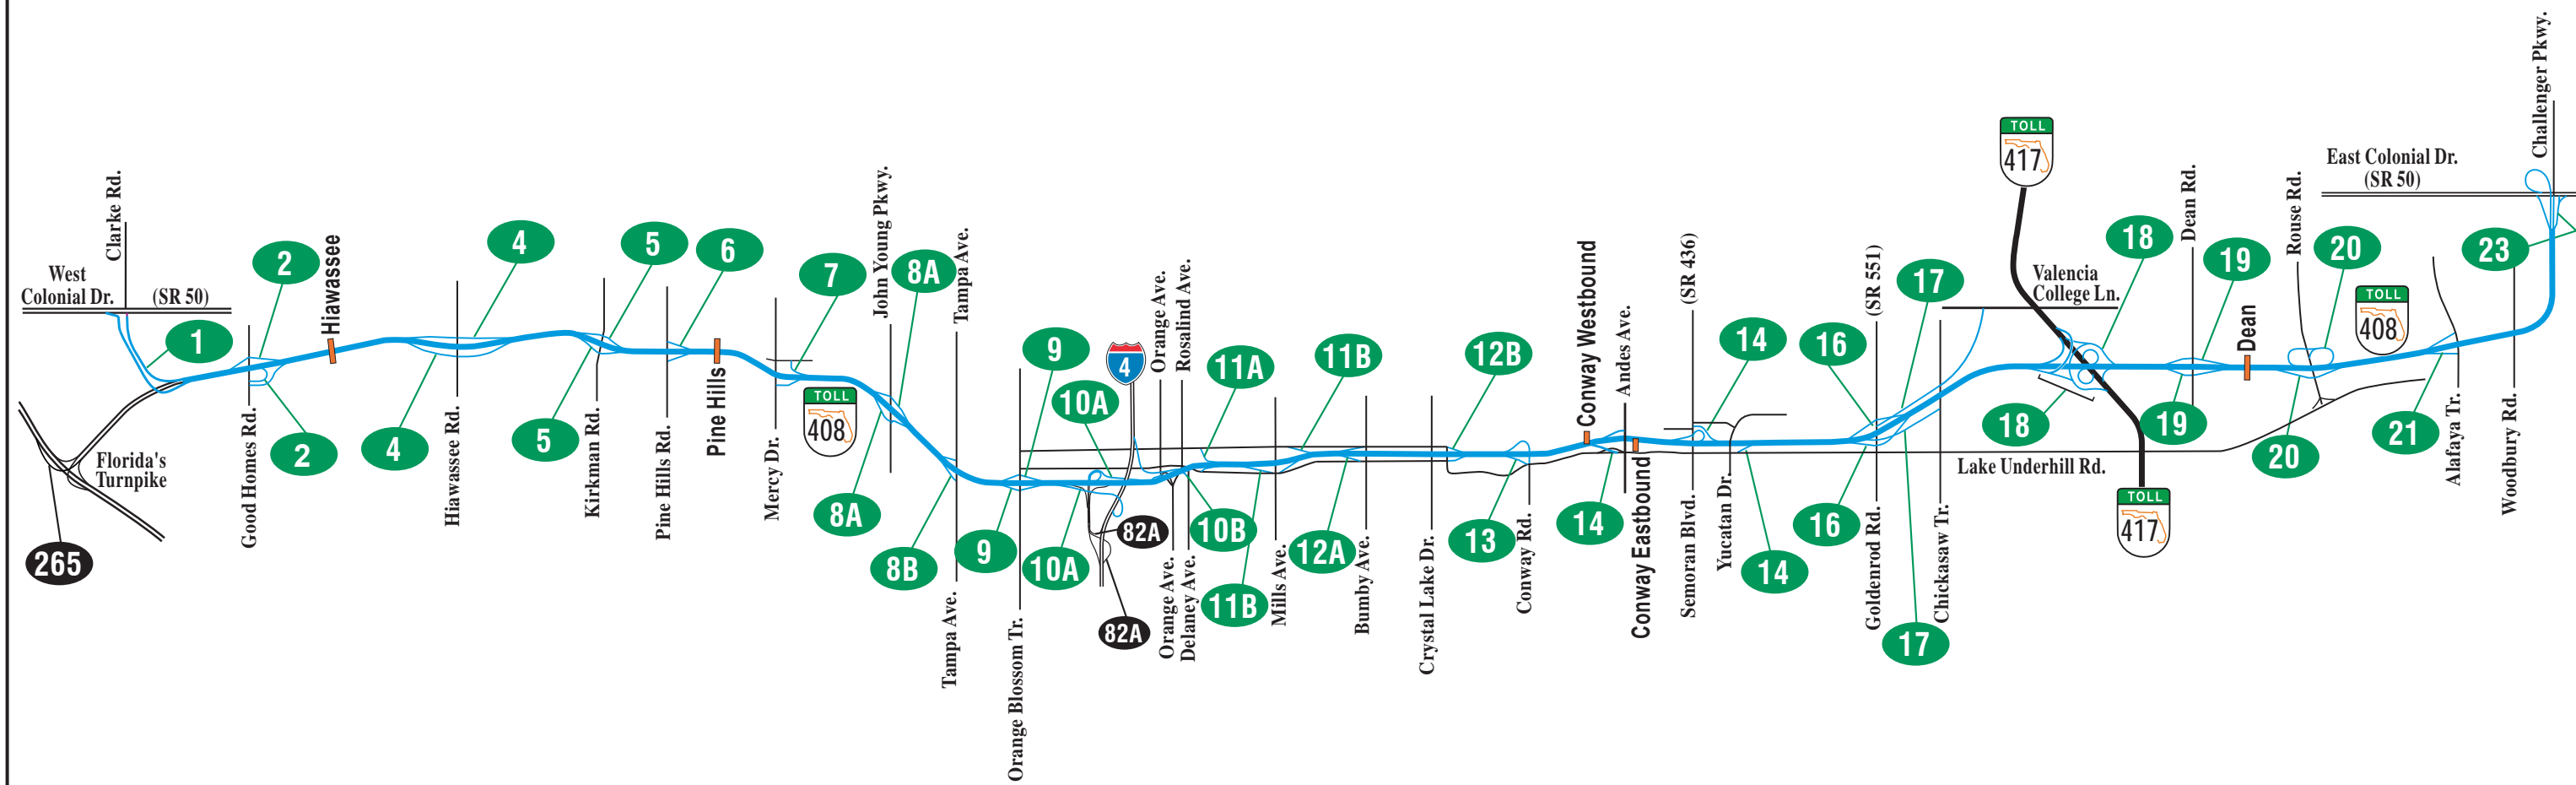 West
Colonial Dr.
(SR 50)
Clarke Rd.
1
265
Florida's
Turnpike
Good Homes Rd.
2
2
Hiawassee
4
4
Hiawassee Rd.
5
5
Kirkman Rd.
Pine Hills Rd.
6
Pine Hills
Mercy Dr.
7
TOLL
408
John Young Pkwy.
8A
8A
8B
Tampa Ave.
Tampa Ave.
9
9
Orange Blossom Tr.
10A
10A
4
82A
82A
Orange Ave.
Rosalind Ave.
Orange Ave.
Delaney Ave.
10B
11A
11B
11B
Mills Ave.
12A
Bumby Ave.
Crystal Lake Dr.
12B
13
Conway Rd.
Conway Westbound
14
Andes Ave.
Conway Eastbound
(SR 436)
Semoran Blvd.
Yucatan Dr.
14
14
16
16
(SR 551)
Goldenrod Rd.
17
17
Chickasaw Tr.
Lake Underhill Rd.
TOLL
417
Valencia
College Ln.
18
18
TOLL
417
Dean Rd.
19
19
Dean
Rouse Rd.
20
20
TOLL
408
East Colonial Dr.
(SR 50)
21
Alafaya Tr.
Woodbury Rd.
23
Challenger Pkwy.